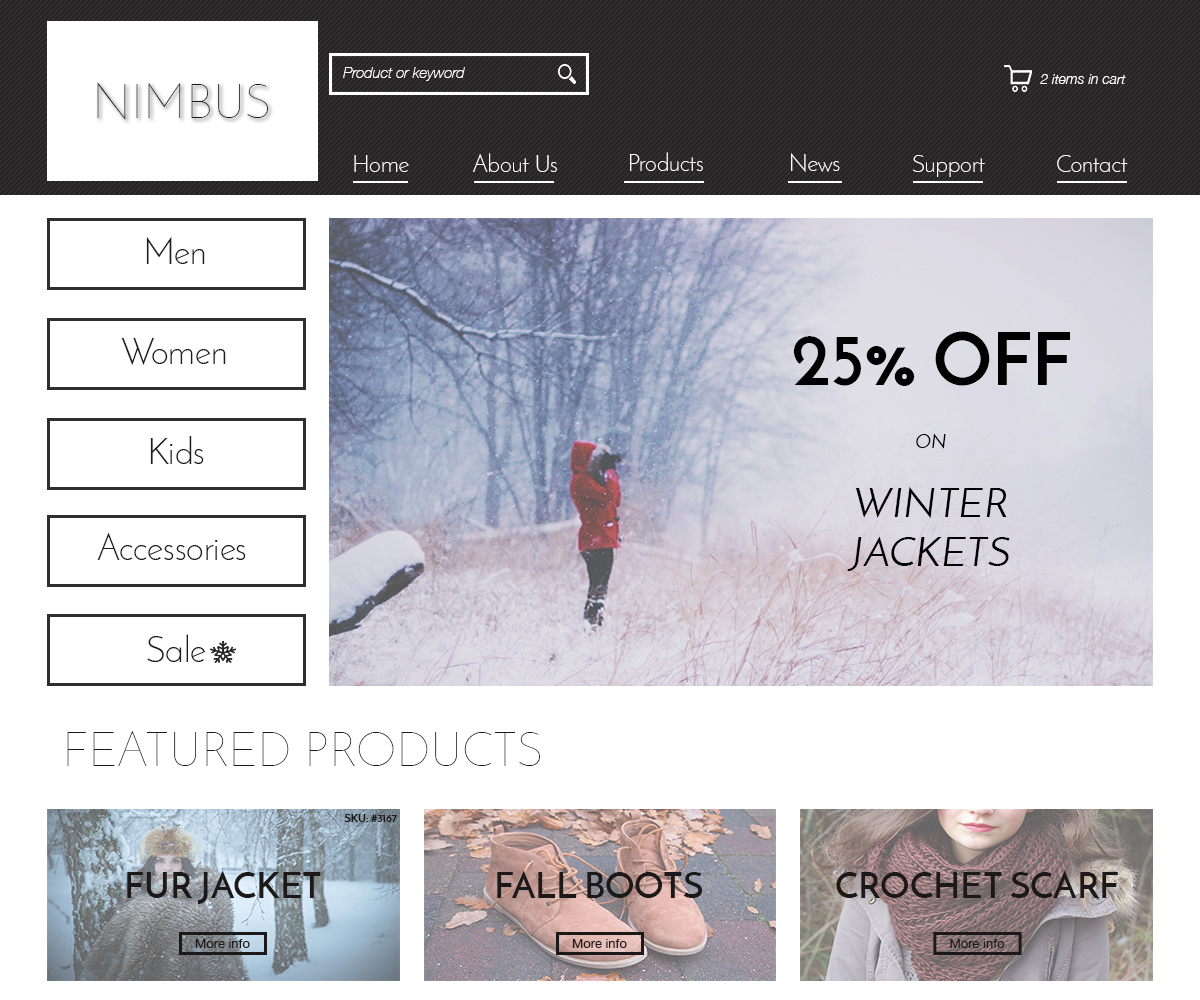 NIMBUS
Product or keyword
2 items in cart
Home
About Us
Products
News
Support
Contact
Men
Women
Kids
Accessories
Sale
25% OFF
ON
WINTER
JACKETS
FEATURED PRODUCTS
SKU: #3167
FUR JACKET
More info
FALL BOOTS
More info
CROCHET SCARF
More info